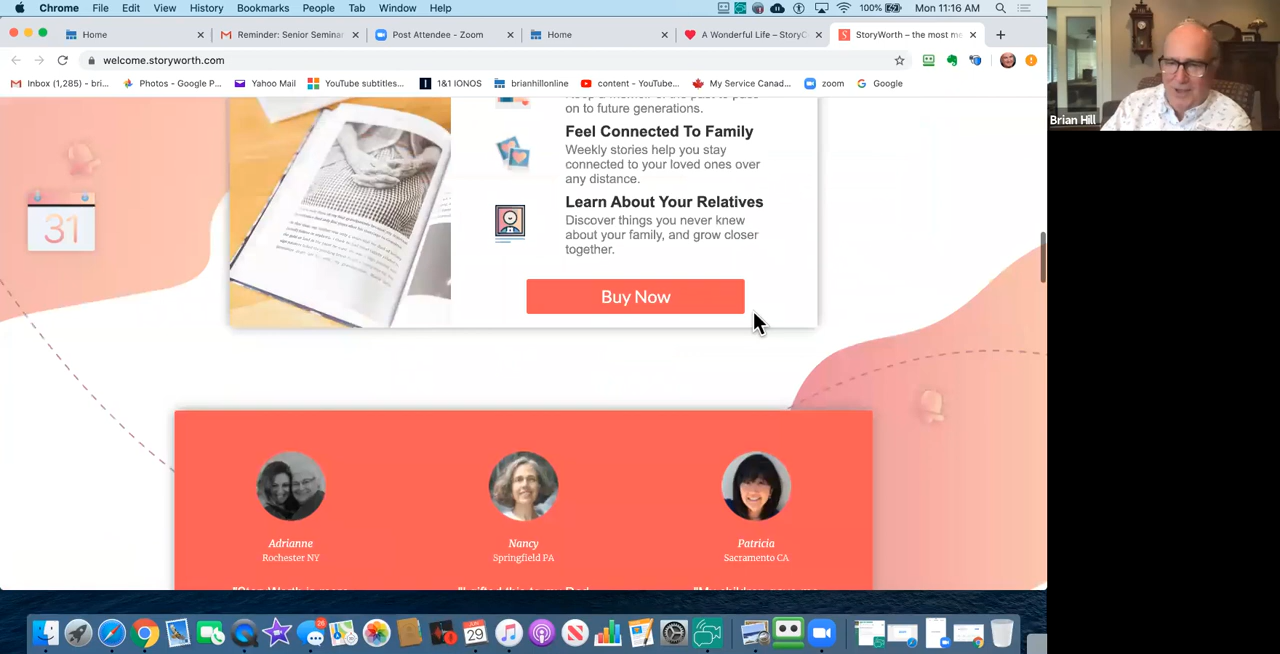 Chrome File Edit View History Bookmarks People Tab Window Help
100% Mon 11:16 AM
Home
Reminder: Senior Seminar
Post Attendee - Zoom
Home
A Wonderful Life – StoryC
StoryWorth – the most me
welcome.storyworth.com
Inbox (1,285) - bri...
Photos - Google P...
Yahoo Mail
YouTube subtitles...
1&1 IONOS
brianhillonline
content - YouTube...
My Service Canad...
zoom
Google
Brian Hill
on to future generations.
Feel Connected To Family
Weekly stories help you stay
connected to your loved ones over
any distance.
31
Learn About Your Relatives
Discover things you never knew
about your family, and grow closer
together.
Buy Now
Adrianne
Rochester NY
Nancy
Springfield PA
Patricia
Sacramento CA
JUN
29